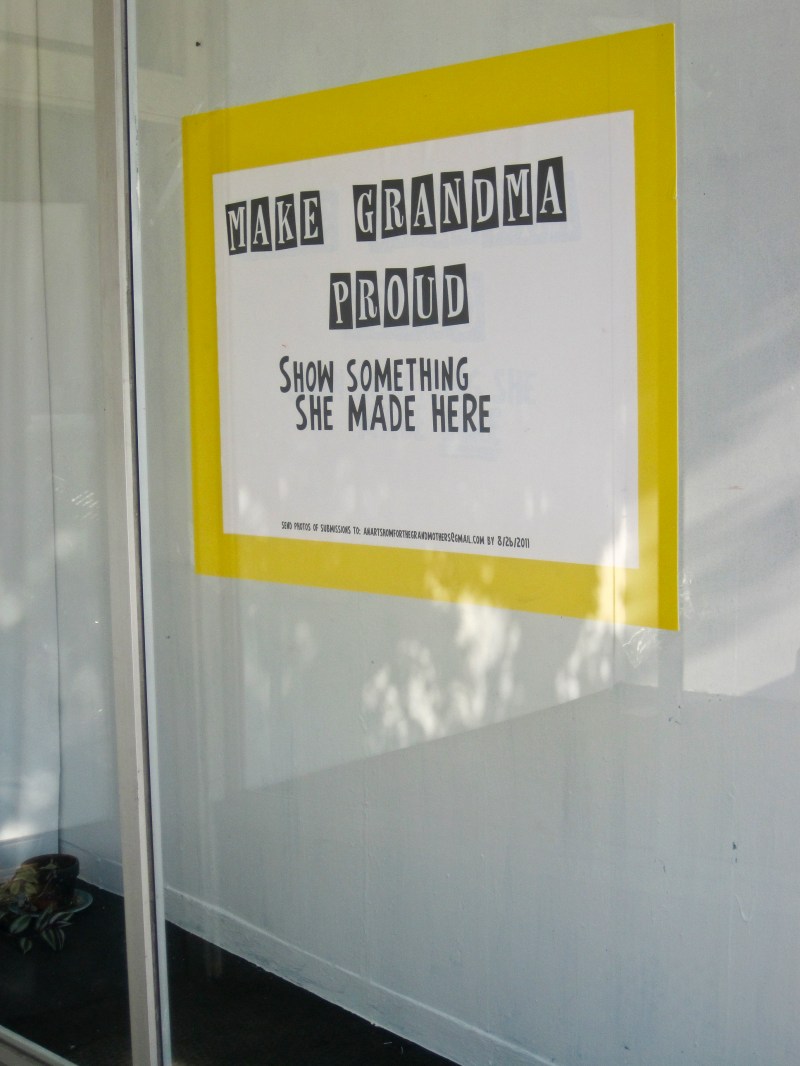 MAKE GRANDMA
PROUD
SHOW SOMETHING
SHE MADE HERE
SEND PHOTOS OF SUBMISSIONS TO: ANARTSHOWFORTHEGRANDMOTHERS@GMAIL.COM BY 8/26/2011